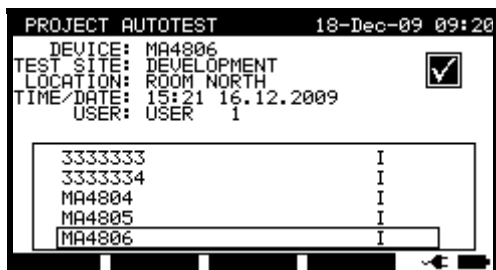 PROJECT AUTOTEST 18-Dec-09 09:20
DEVICE: MA4806
TEST SITE: DEVELOPMENT
LOCATION: ROOM NORTH
TIME/DATE: 15:21 16.12.2009
USER: USER 1
3333333 I
3333334 I
MA4804 I
MA4805 I
MA4806 I